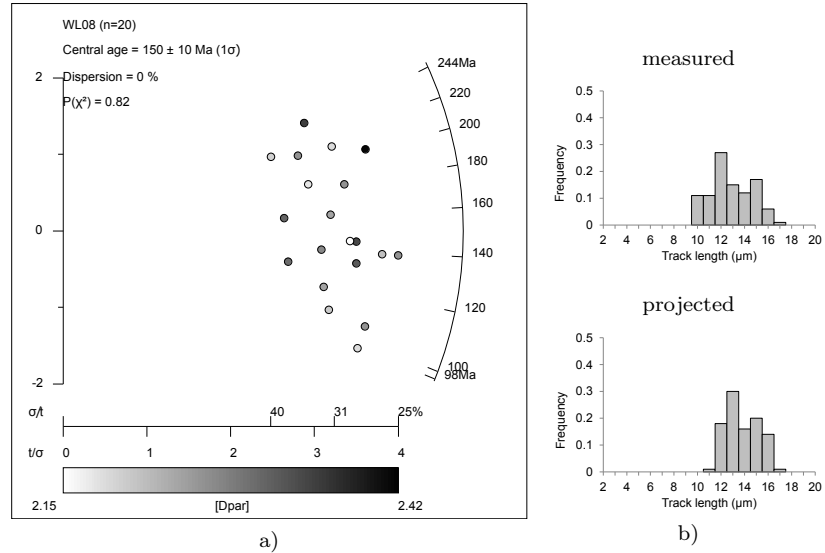 WL08 (n=20)
Central age = 150 ± 10 Ma (1σ)
Dispersion = 0 %
P(χ²) = 0.82
2
0
-2
244Ma
220
200
180
160
140
120
100
98Ma
σ/t
40
31
25%
t/σ
0
1
2
3
4
2.15
[Dpar]
2.42
a)
measured
Frequency
0.5
0.4
0.3
0.2
0.1
0
2 4 6 8 10 12 14 16 18 20
Track length (µm)
projected
Frequency
0.5
0.4
0.3
0.2
0.1
0
2 4 6 8 10 12 14 16 18 20
Track length (µm)
b)